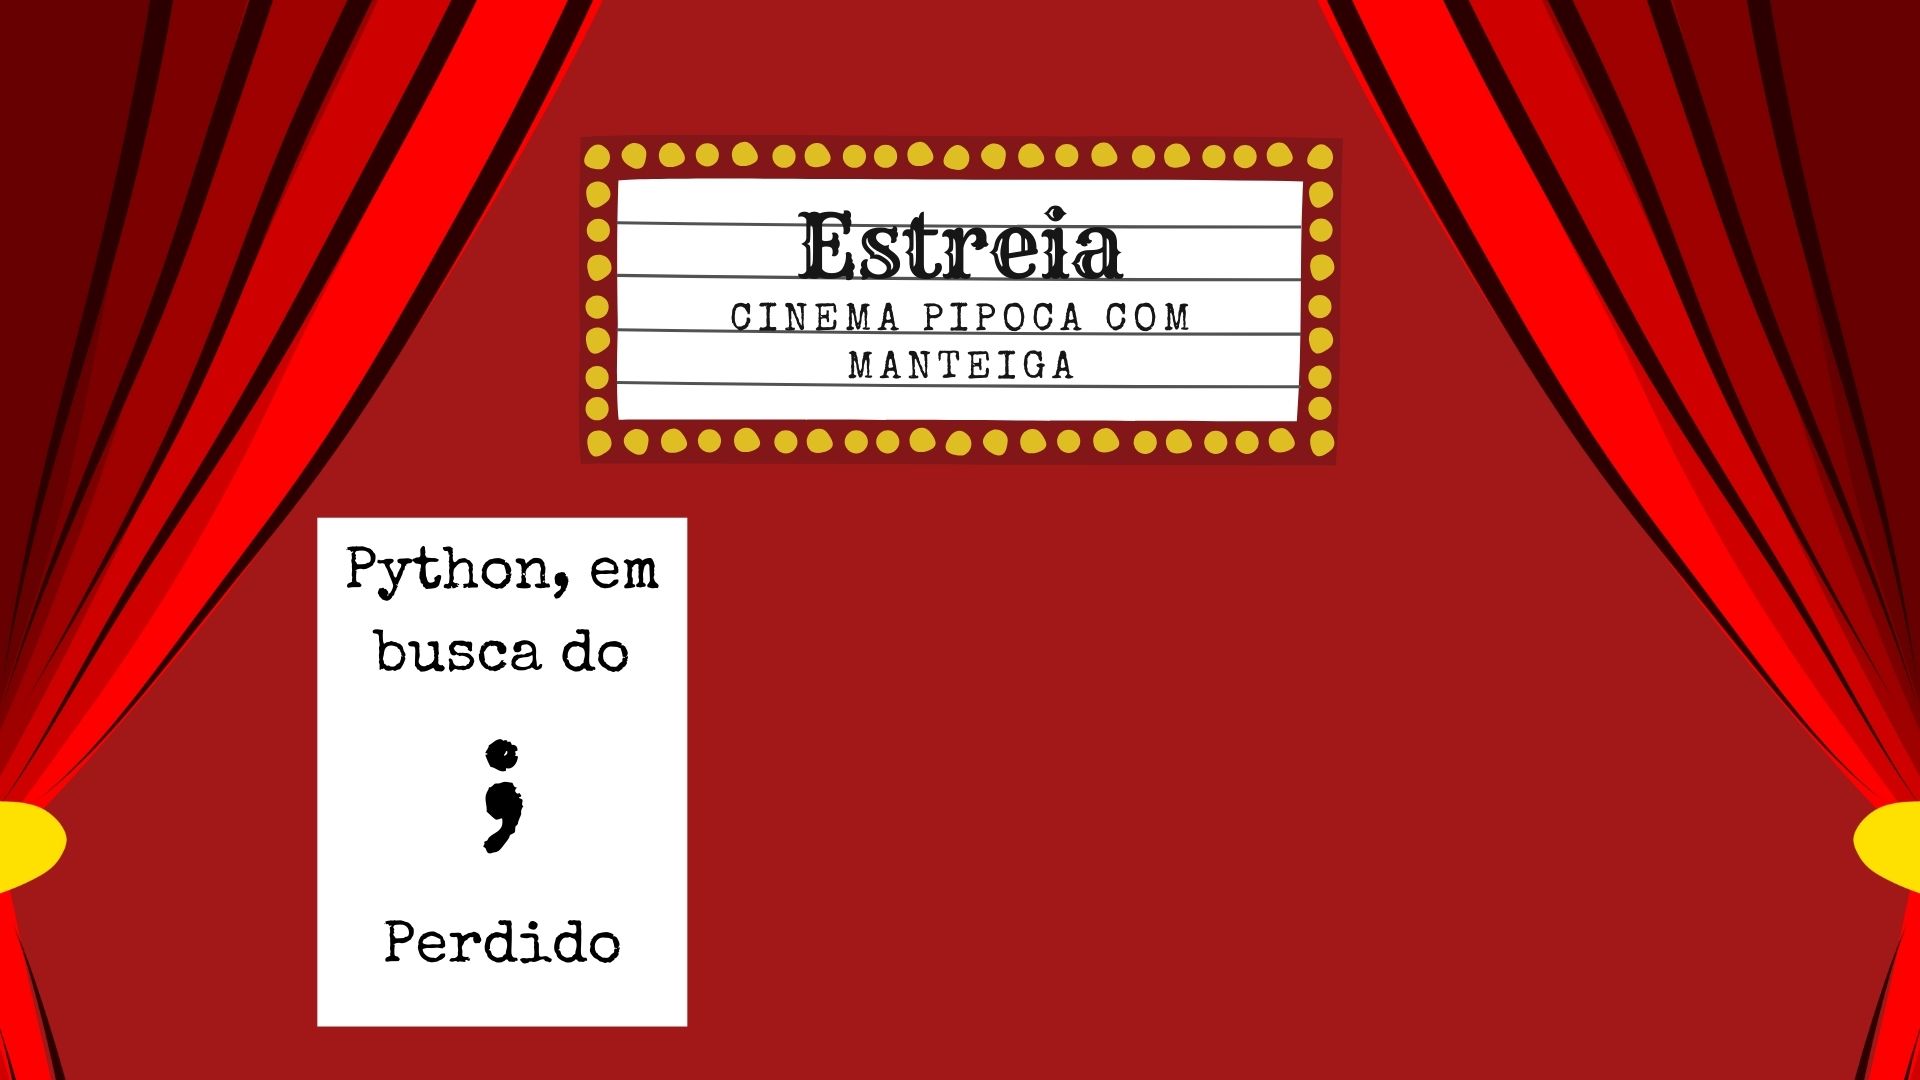 Estreia
CINEMA PIPOCA COM
MANTEIGA
Python, em
busca do
;
Perdido